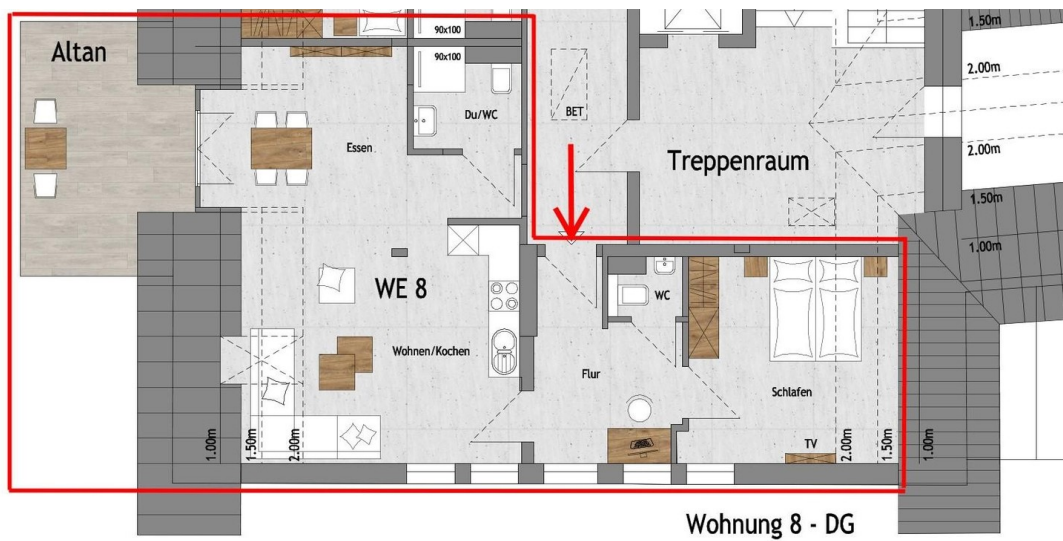 Altan
90x100
90x100
Du/WC
Essen
BET
Treppenraum
1.50m
2.00m
2.00m
1.50m
1.00m
WE 8
WC
Wohnen/Kochen
Flur
Schlafen
TV
1.00m
1.50m
2.00m
2.00m
1.50m
1.00m
Wohnung 8 - DG